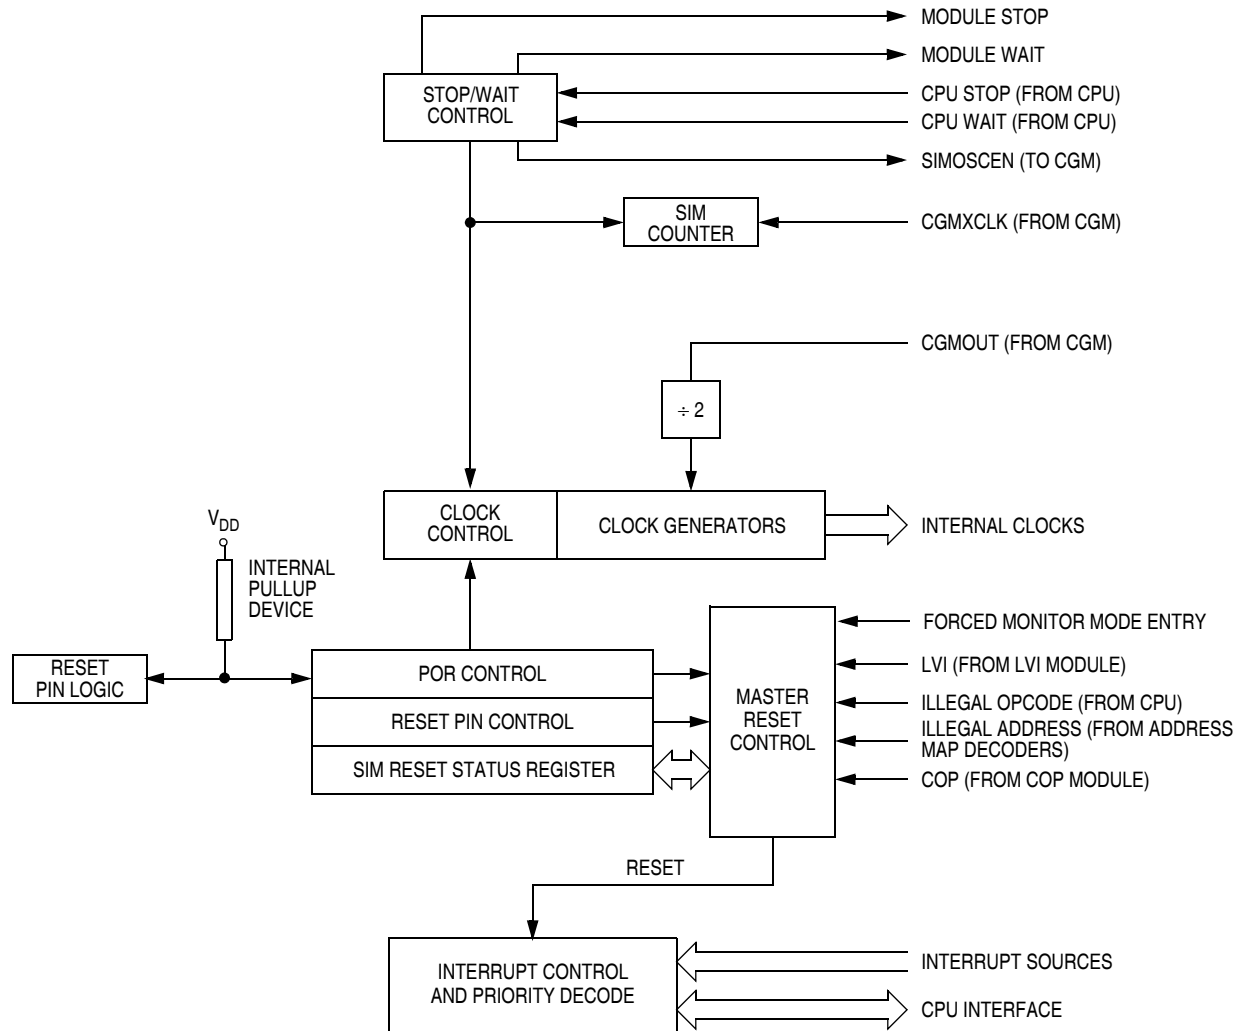 MODULE STOP
MODULE WAIT
STOP/WAIT
CONTROL
CPU STOP (FROM CPU)
CPU WAIT (FROM CPU)
SIMOSCEN (TO CGM)
SIM
COUNTER
CGMXCLK (FROM CGM)
CGMOUT (FROM CGM)
÷ 2
CLOCK
CONTROL
CLOCK GENERATORS
INTERNAL CLOCKS
VDD
INTERNAL
PULLUP
DEVICE
RESET
PIN LOGIC
POR CONTROL
RESET PIN CONTROL
SIM RESET STATUS REGISTER
MASTER
RESET
CONTROL
FORCED MONITOR MODE ENTRY
LVI (FROM LVI MODULE)
ILLEGAL OPCODE (FROM CPU)
ILLEGAL ADDRESS (FROM ADDRESS
MAP DECODERS)
COP (FROM COP MODULE)
RESET
INTERRUPT CONTROL
AND PRIORITY DECODE
INTERRUPT SOURCES
CPU INTERFACE